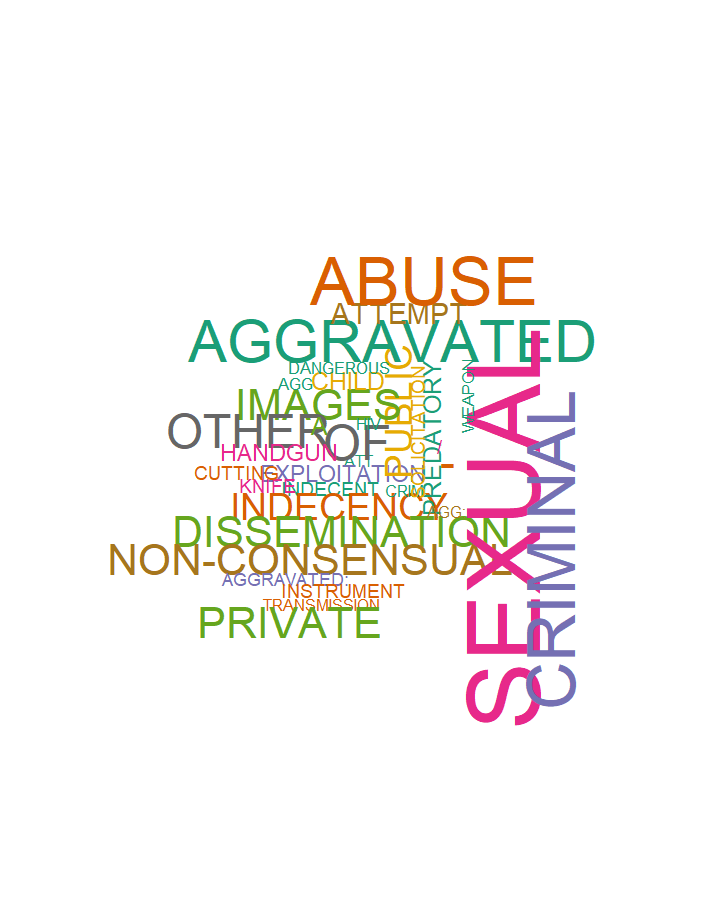 ABUSE
ATTEMPT
AGGRAVATED
DANGEROUS
AGG
CHILD
PUBLIC
SOLICITATION
PREDATORY
WEAPON
IMAGES
A
HIV
OTHER
OF
SEXUAL
CRIMINAL
HANDGUN
ATT
/
-
CUTTING
EXPLOITATION
KNIFE
INDECENT
CRIM
INDECENCY
AGG:
DISSEMINATION
NON-CONSENSUAL
AGGRAVATED:
INSTRUMENT
TRANSMISSION
PRIVATE